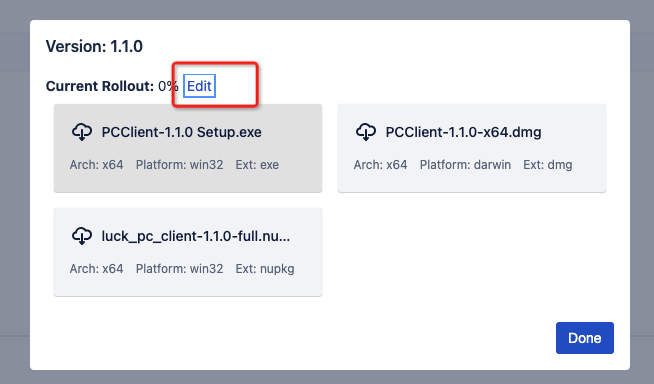 Version: 1.1.0
Current Rollout: 0% Edit
PCClient-1.1.0 Setup.exe
Arch: x64 Platform: win32 Ext: exe
PCClient-1.1.0-x64.dmg
Arch: x64 Platform: darwin Ext: dmg
luck_pc_client-1.1.0-full.nu...
Arch: x64 Platform: win32 Ext: nupkg
Done